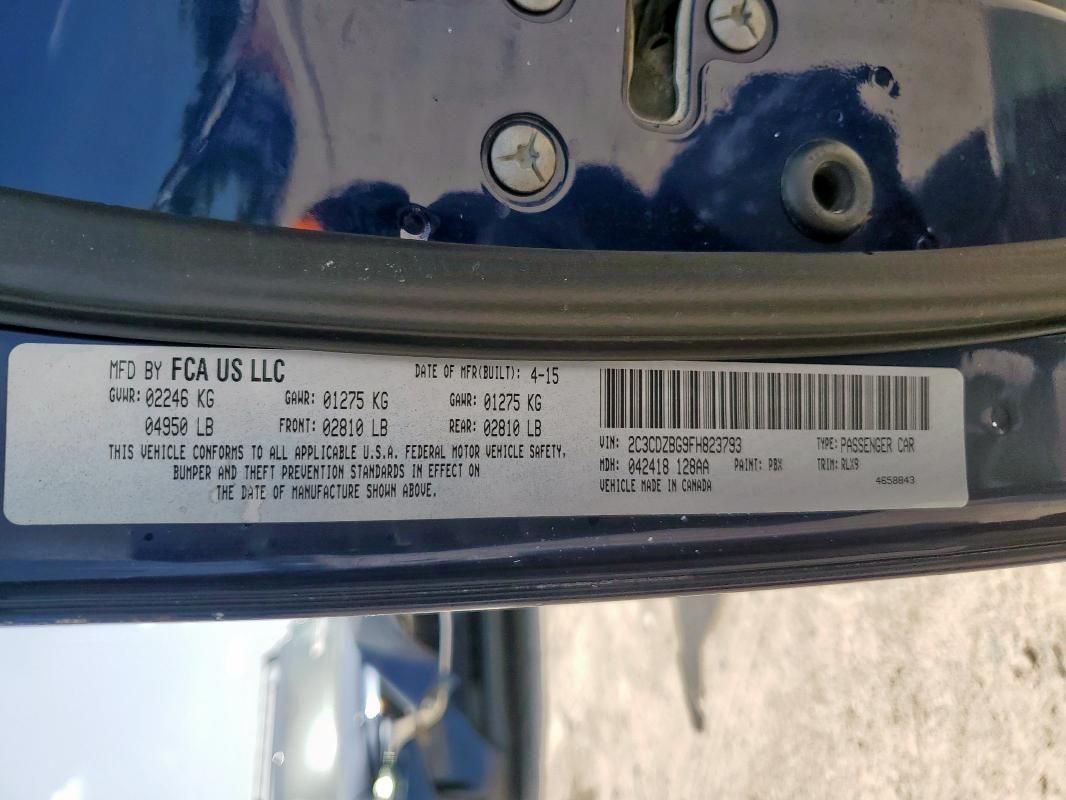 MFD BY FCA US LLC DATE OF MFR(BUILT): 4-15
GVWR: 02246 KG GAWR: 01275 KG GAWR: 01275 KG
04950 LB FRONT: 02810 LB REAR: 02810 LB
THIS VEHICLE CONFORMS TO ALL APPLICABLE U.S.A. FEDERAL MOTOR VEHICLE SAFETY,
BUMPER AND THEFT PREVENTION STANDARDS IN EFFECT ON
THE DATE OF MANUFACTURE SHOWN ABOVE.
VIN: 2C3CDZBG9FH823793 TYPE: PASSENGER CAR
MDH: 042418 128AA PAINT: PBX TRIM: RLX9
VEHICLE MADE IN CANADA 4658843